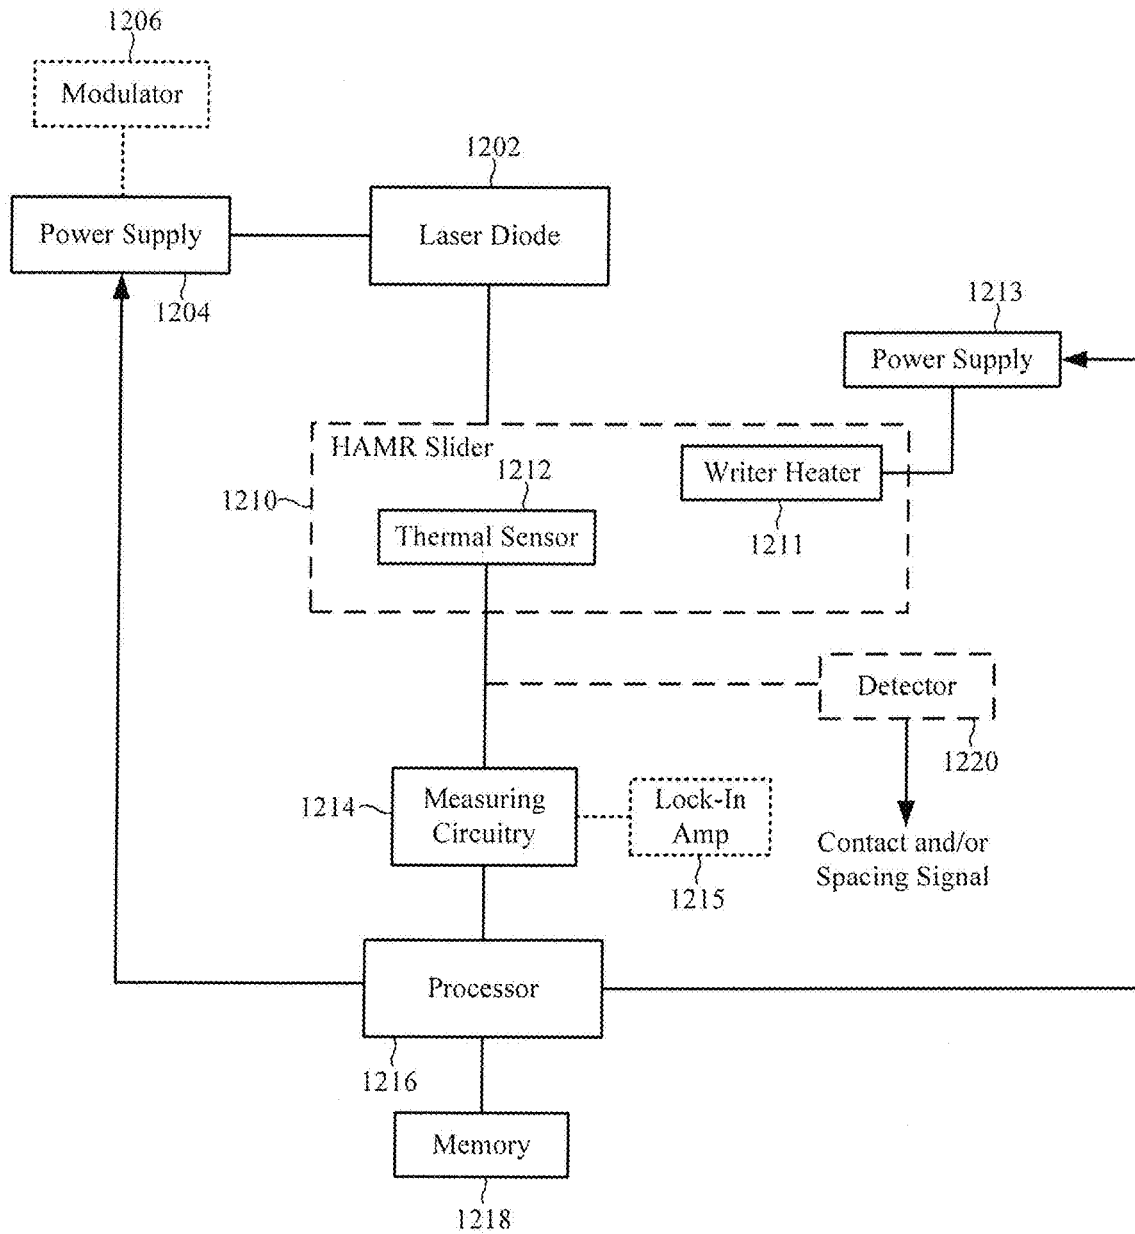 1206
Modulator
1202
Power Supply
Laser Diode
1204
1213
Power Supply
HAMR Slider
1212
Writer Heater
1210
Thermal Sensor
1211
Detector
1220
1214
Measuring
Circuitry
Lock-In
Amp
1215
Contact and/or
Spacing Signal
Processor
1216
Memory
1218